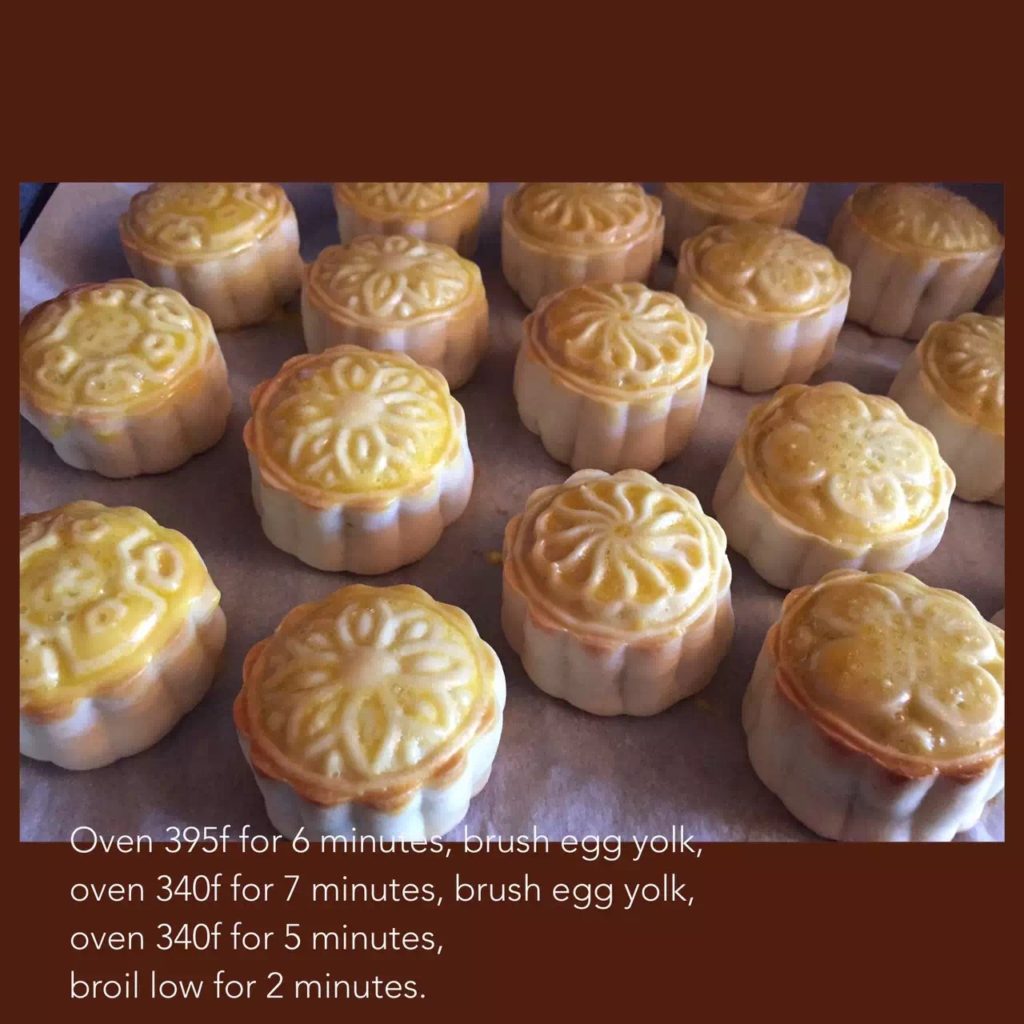 Oven 395f for 6 minutes, brush egg yolk,
oven 340f for 7 minutes, brush egg yolk,
oven 340f for 5 minutes,
broil low for 2 minutes.